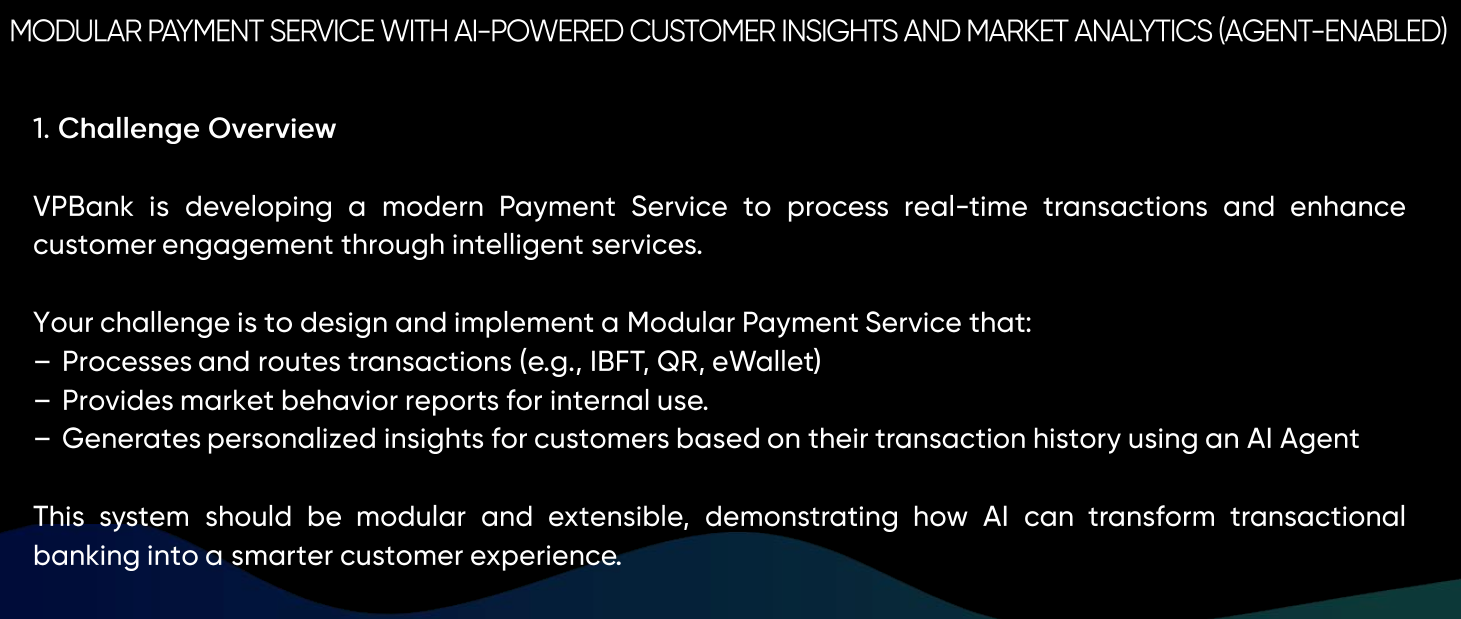 MODULAR PAYMENT SERVICE WITH AI-POWERED CUSTOMER INSIGHTS AND MARKET ANALYTICS (AGENT-ENABLED)
1. Challenge Overview
VPBank is developing a modern Payment Service to process real-time transactions and enhance
customer engagement through intelligent services.
Your challenge is to design and implement a Modular Payment Service that:
– Processes and routes transactions (e.g., IBFT, QR, eWallet)
– Provides market behavior reports for internal use.
– Generates personalized insights for customers based on their transaction history using an AI Agent
This system should be modular and extensible, demonstrating how AI can transform transactional
banking into a smarter customer experience.